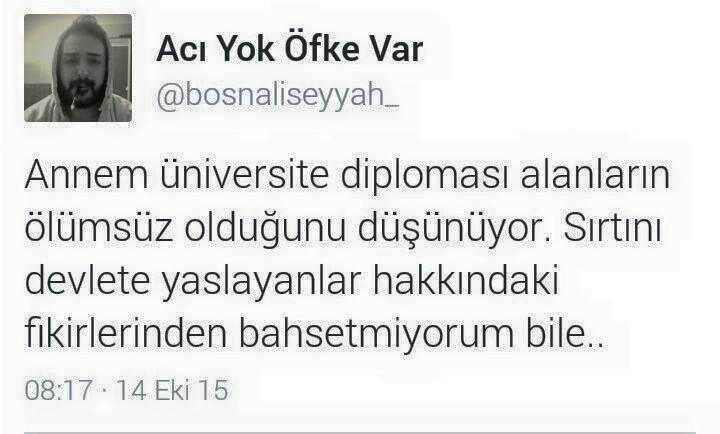 Acı Yok Öfke Var
@bosnaliseyyah_
Annem üniversite diploması alanların
ölümsüz olduğunu düşünüyor. Sırtını
devlete yaslayanlar hakkındaki
fikirlerinden bahsetmiyorum bile..
08:17 · 14 Eki 15